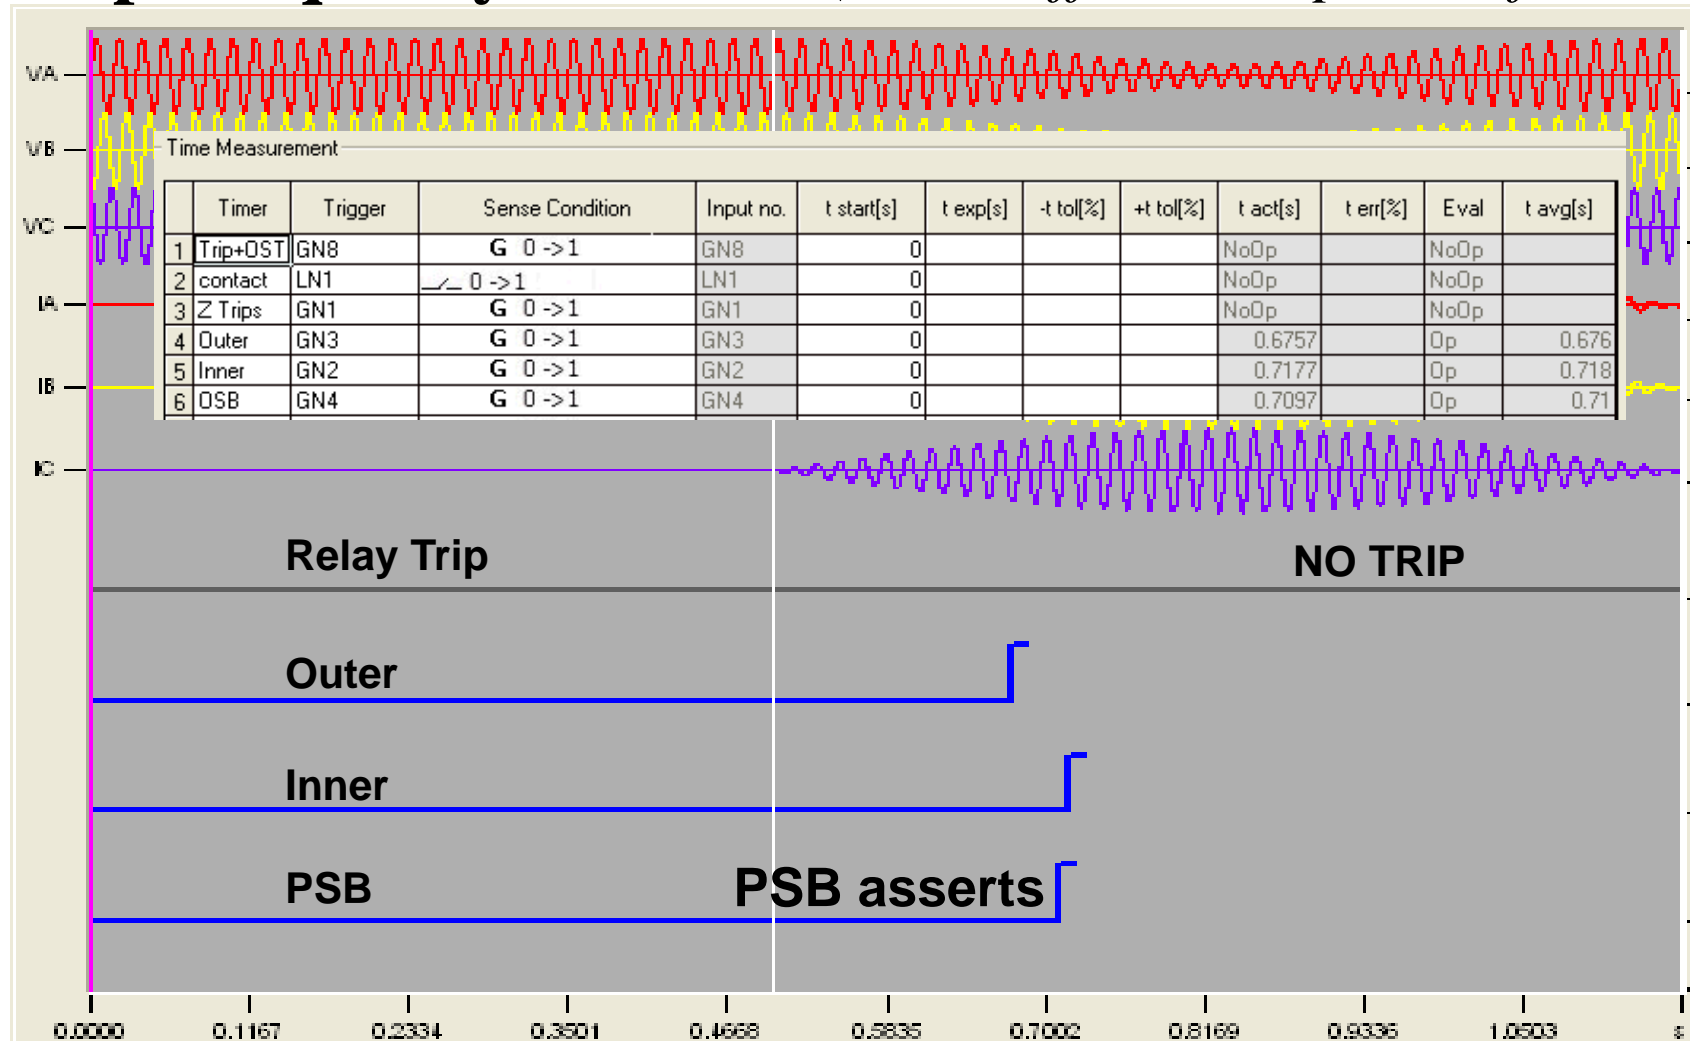 VA
VB
VC
IA
IB
IC
Time Measurement
Timer Trigger Sense Condition Input no. t start[s] t exp[s] -t tol[%] +t tol[%] t act[s] t err[%] Eval t avg[s]
1 Trip+OST GN8 G 0 ->1 GN8 0 NoOp NoOp
2 contact LN1 0 ->1 LN1 0 NoOp NoOp
3 Z Trips GN1 G 0 ->1 GN1 0 NoOp NoOp
4 Outer GN3 G 0 ->1 GN3 0 0.6757 Op 0.676
5 Inner GN2 G 0 ->1 GN2 0 0.7177 Op 0.718
6 OSB GN4 G 0 ->1 GN4 0 0.7097 Op 0.71
Relay Trip NO TRIP
Outer
Inner
PSB PSB asserts
0.0000 0.1167 0.2334 0.3501 0.4668 0.5835 0.7002 0.8169 0.9336 1.0503 s